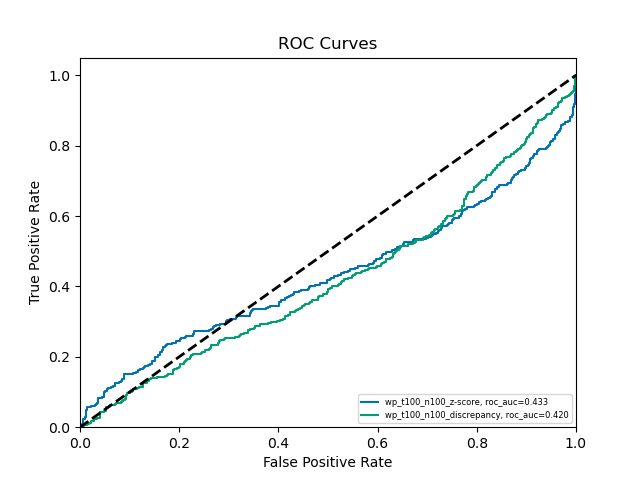 ROC Curves
1.0
0.8
0.6
0.4
0.2
0.0
True Positive Rate
wp_t100_n100_z-score, roc_auc=0.433
wp_t100_n100_discrepancy, roc_auc=0.420
0.0 0.2 0.4 0.6 0.8 1.0
False Positive Rate